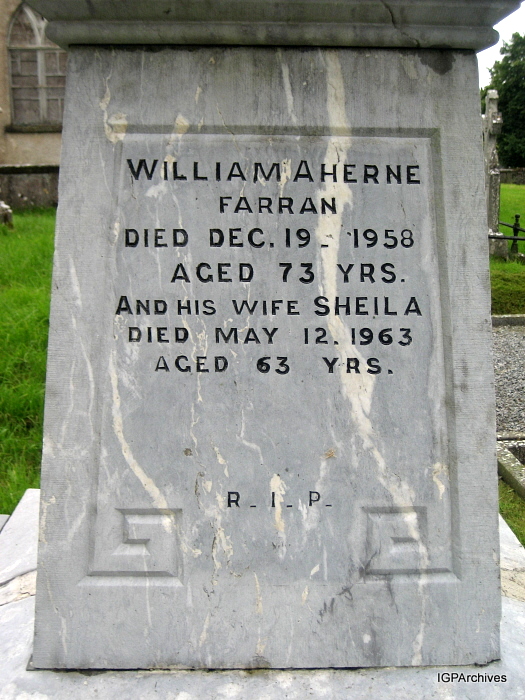 WILLIAM AHERNE
FARRAN
DIED DEC. 19 - 1958
AGED 73 YRS.
AND HIS WIFE SHEILA
DIED MAY 12. 1963
AGED 63 YRS.
R. I. P.
IGPArchives